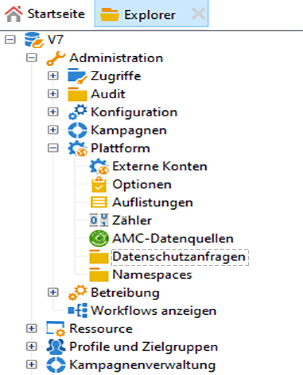 Startseite Explorer
V7
Administration
Zugriffe
Audit
Konfiguration
Kampagnen
Plattform
Externe Konten
Optionen
Auflistungen
Zähler
AMC-Datenquellen
Datenschutzanfragen
Namespaces
Betreibung
Workflows anzeigen
Ressource
Profile und Zielgruppen
Kampagnenverwaltung